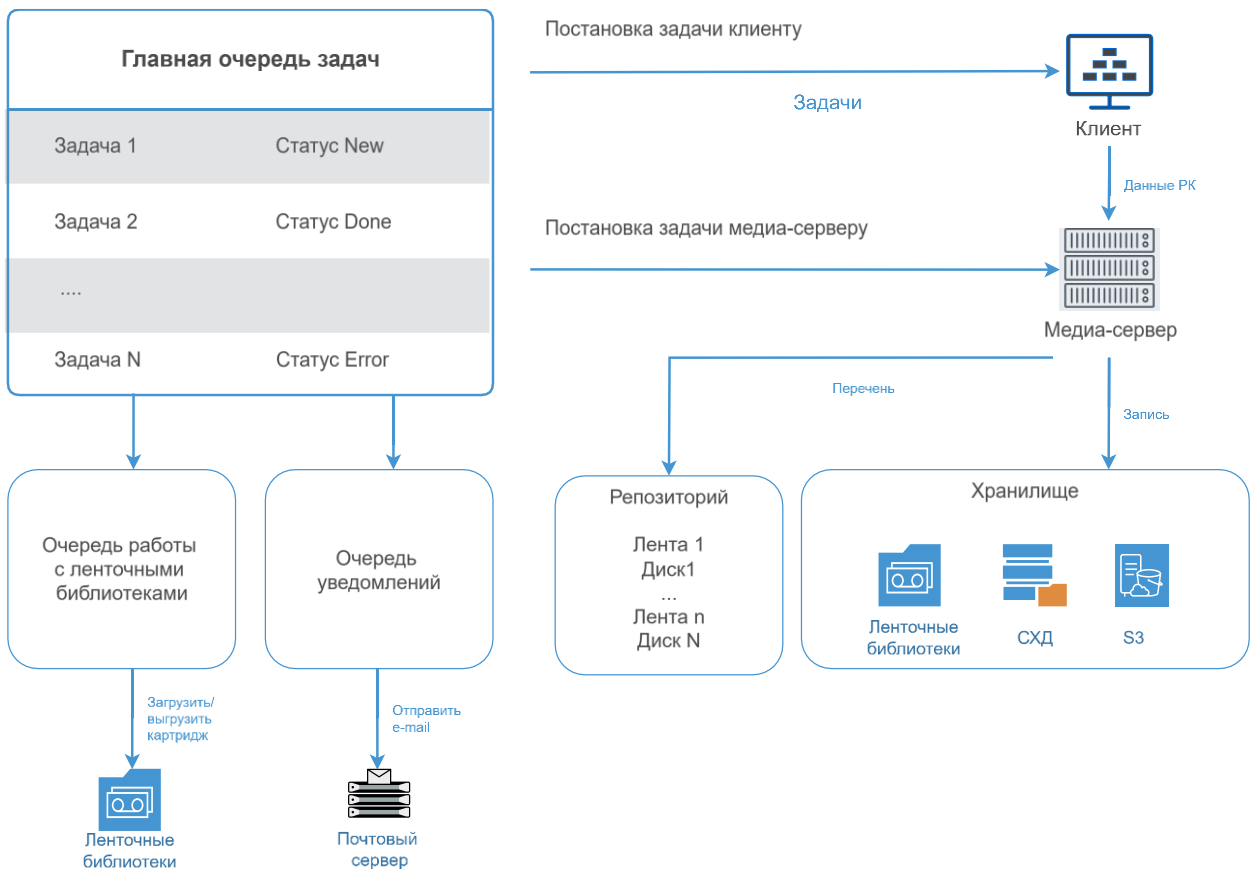 Главная очередь задач
Задача 1 Статус New
Задача 2 Статус Done
....
Задача N Статус Error
Постановка задачи клиенту
Задачи
Клиент
Данные РК
Постановка задачи медиа-серверу
Медиа-сервер
Перечень
Запись
Очередь работы
с ленточными
библиотеками
Очередь
уведомлений
Репозиторий
Лента 1
Диск1
...
Лента n
Диск N
Хранилище
Ленточные
библиотеки
СХД
S3
Загрузить/
выгрузить
картридж
Отправить
e-mail
Ленточные
библиотеки
Почтовый
сервер